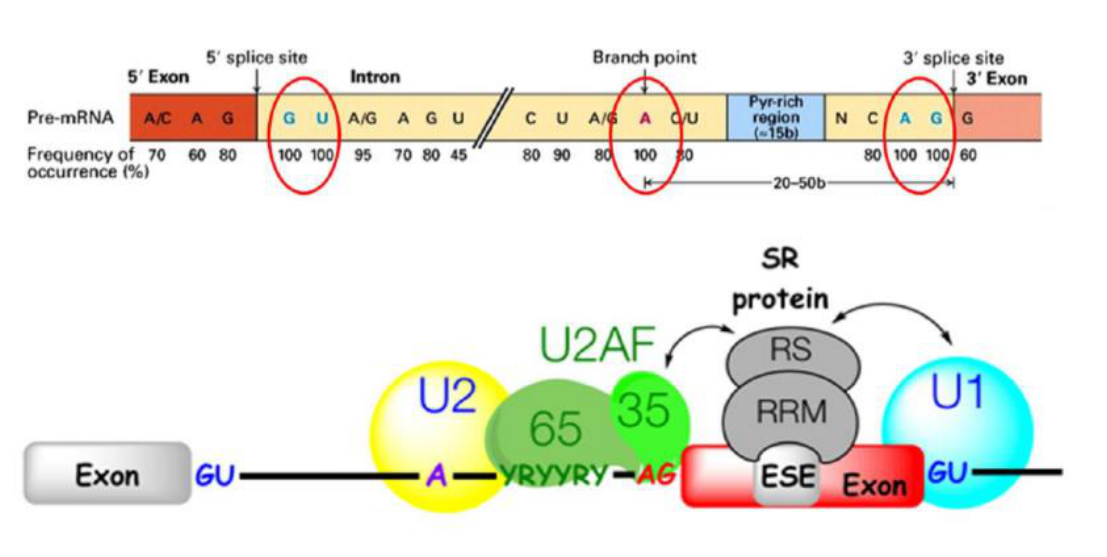 5′ splice site Branch point 3′ splice site
5′ Exon Intron 3′ Exon
Pre-mRNA A/C A G G U A/G A G U C U A/G A C/U Pyr-rich region (≈15b) N C A G G
Frequency of occurrence (%) 70 60 80 100 100 95 70 80 45 80 90 80 100 80 80 100 100 60
20–50b
SR
protein
U2AF
RS
U2 65 35 RRM U1
Exon GU A YRYYRY AG ESE Exon GU